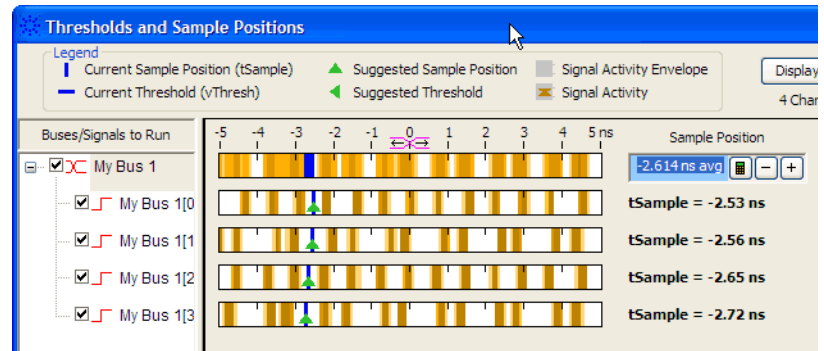 Thresholds and Sample Positions
Legend
Current Sample Position (tSample)
Suggested Sample Position
Signal Activity Envelope
Current Threshold (vThresh)
Suggested Threshold
Signal Activity
Display
4 Char
Buses/Signals to Run
-5 -4 -3 -2 -1 0 1 2 3 4 5 ns
Sample Position
My Bus 1
-2.614 ns avg
My Bus 1[0
tSample = -2.53 ns
My Bus 1[1
tSample = -2.56 ns
My Bus 1[2
tSample = -2.65 ns
My Bus 1[3
tSample = -2.72 ns